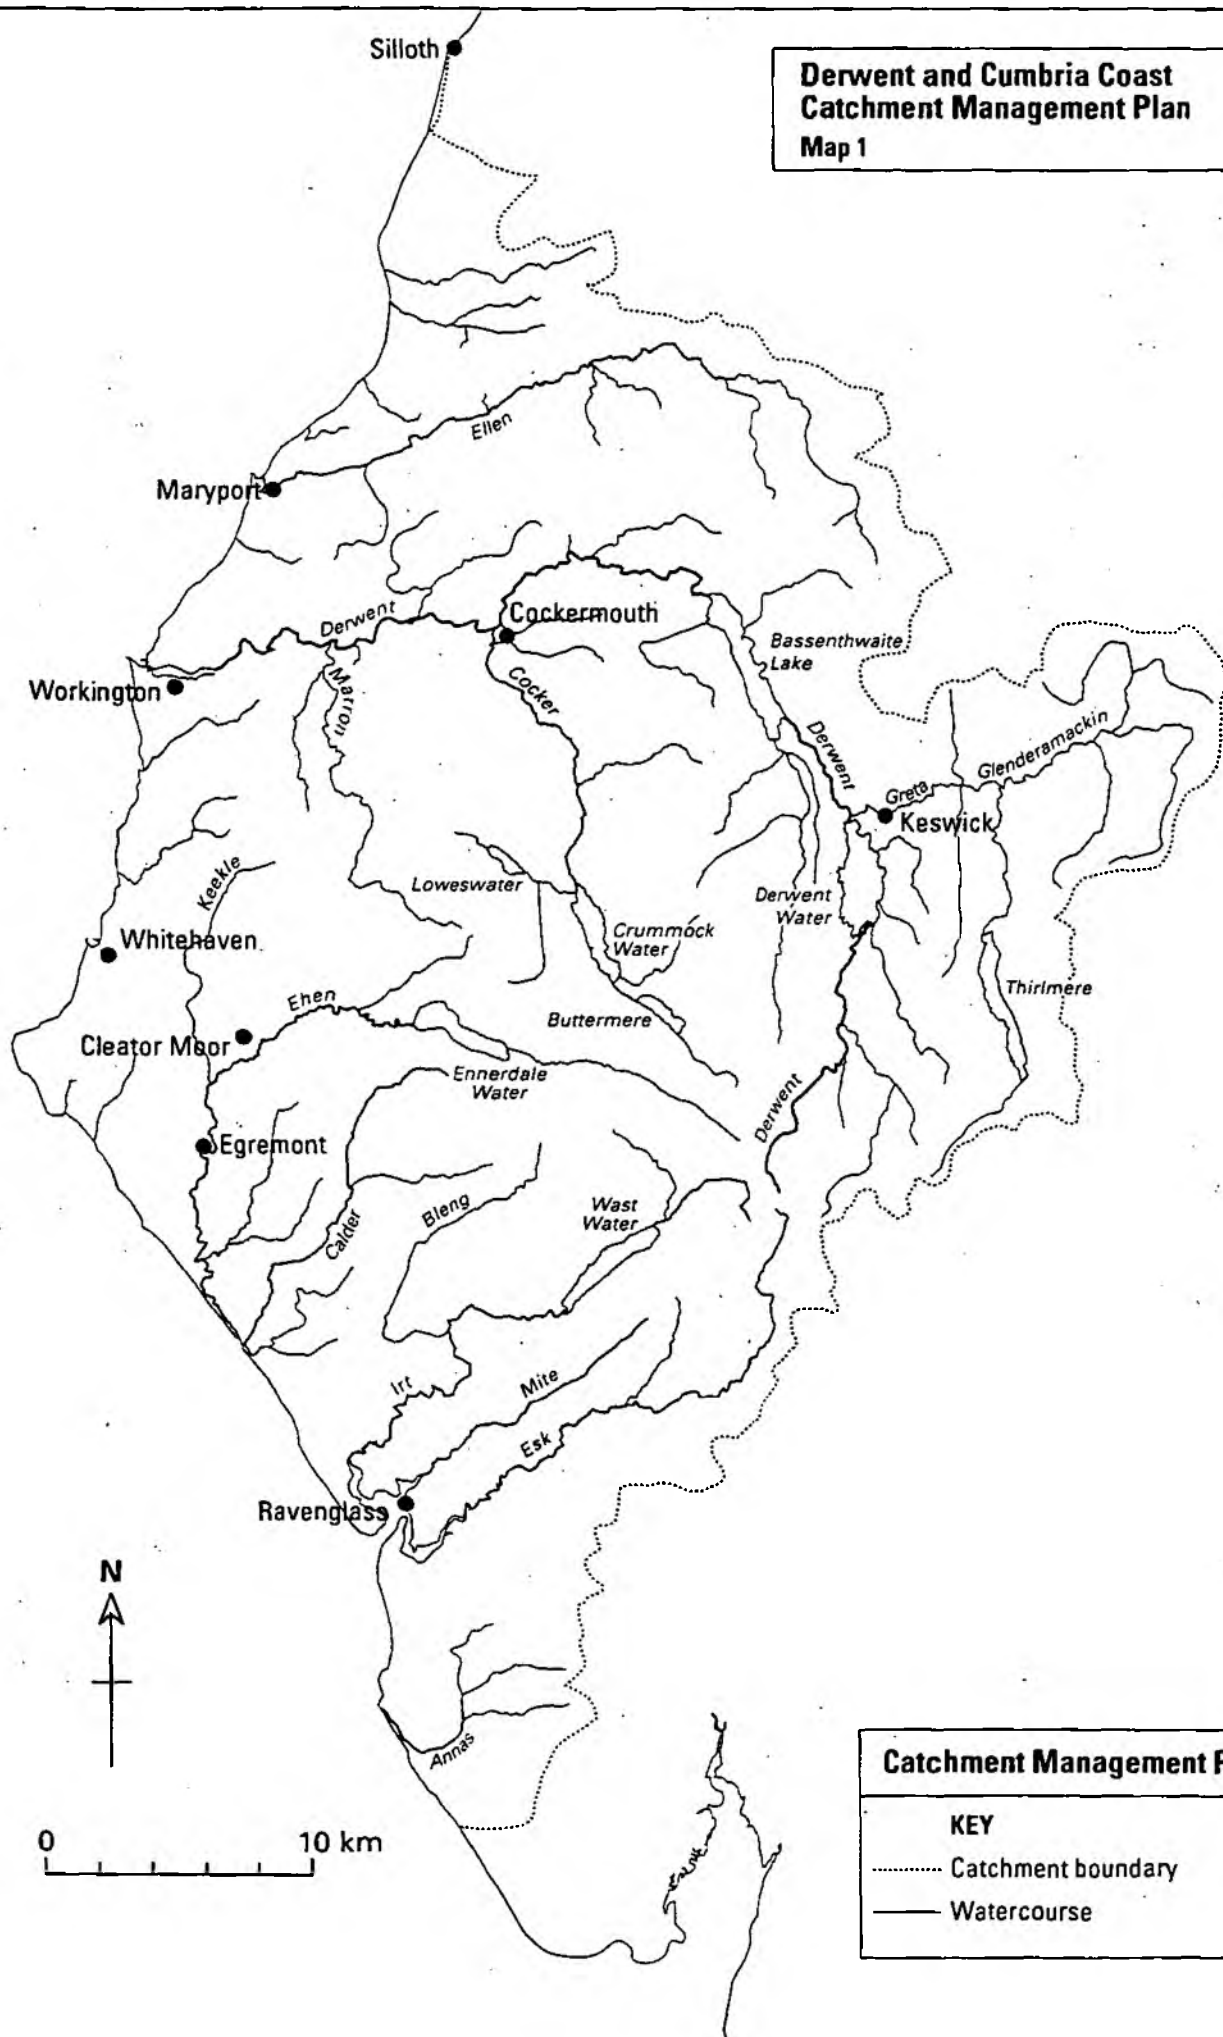 Silloth
Derwent and Cumbria Coast
Catchment Management Plan
Map 1
Ellen
Maryport
Derwent
Cockermouth
Bassenthwaite
Lake
Workington
Marron
Cocker
Derwent
Glenderamackin
Greta
Keswick
Keekle
Loweswater
Derwent
Water
Crummock
Water
Whitehaven
Thirlmere
Ehen
Buttermere
Cleator Moor
Ennerdale
Water
Derwent
Egremont
Bleng
Wast
Water
Calder
Irt
Mite
Esk
Ravenglass
N
Annas
Catchment Management P
KEY
0 10 km
Catchment boundary
Watercourse